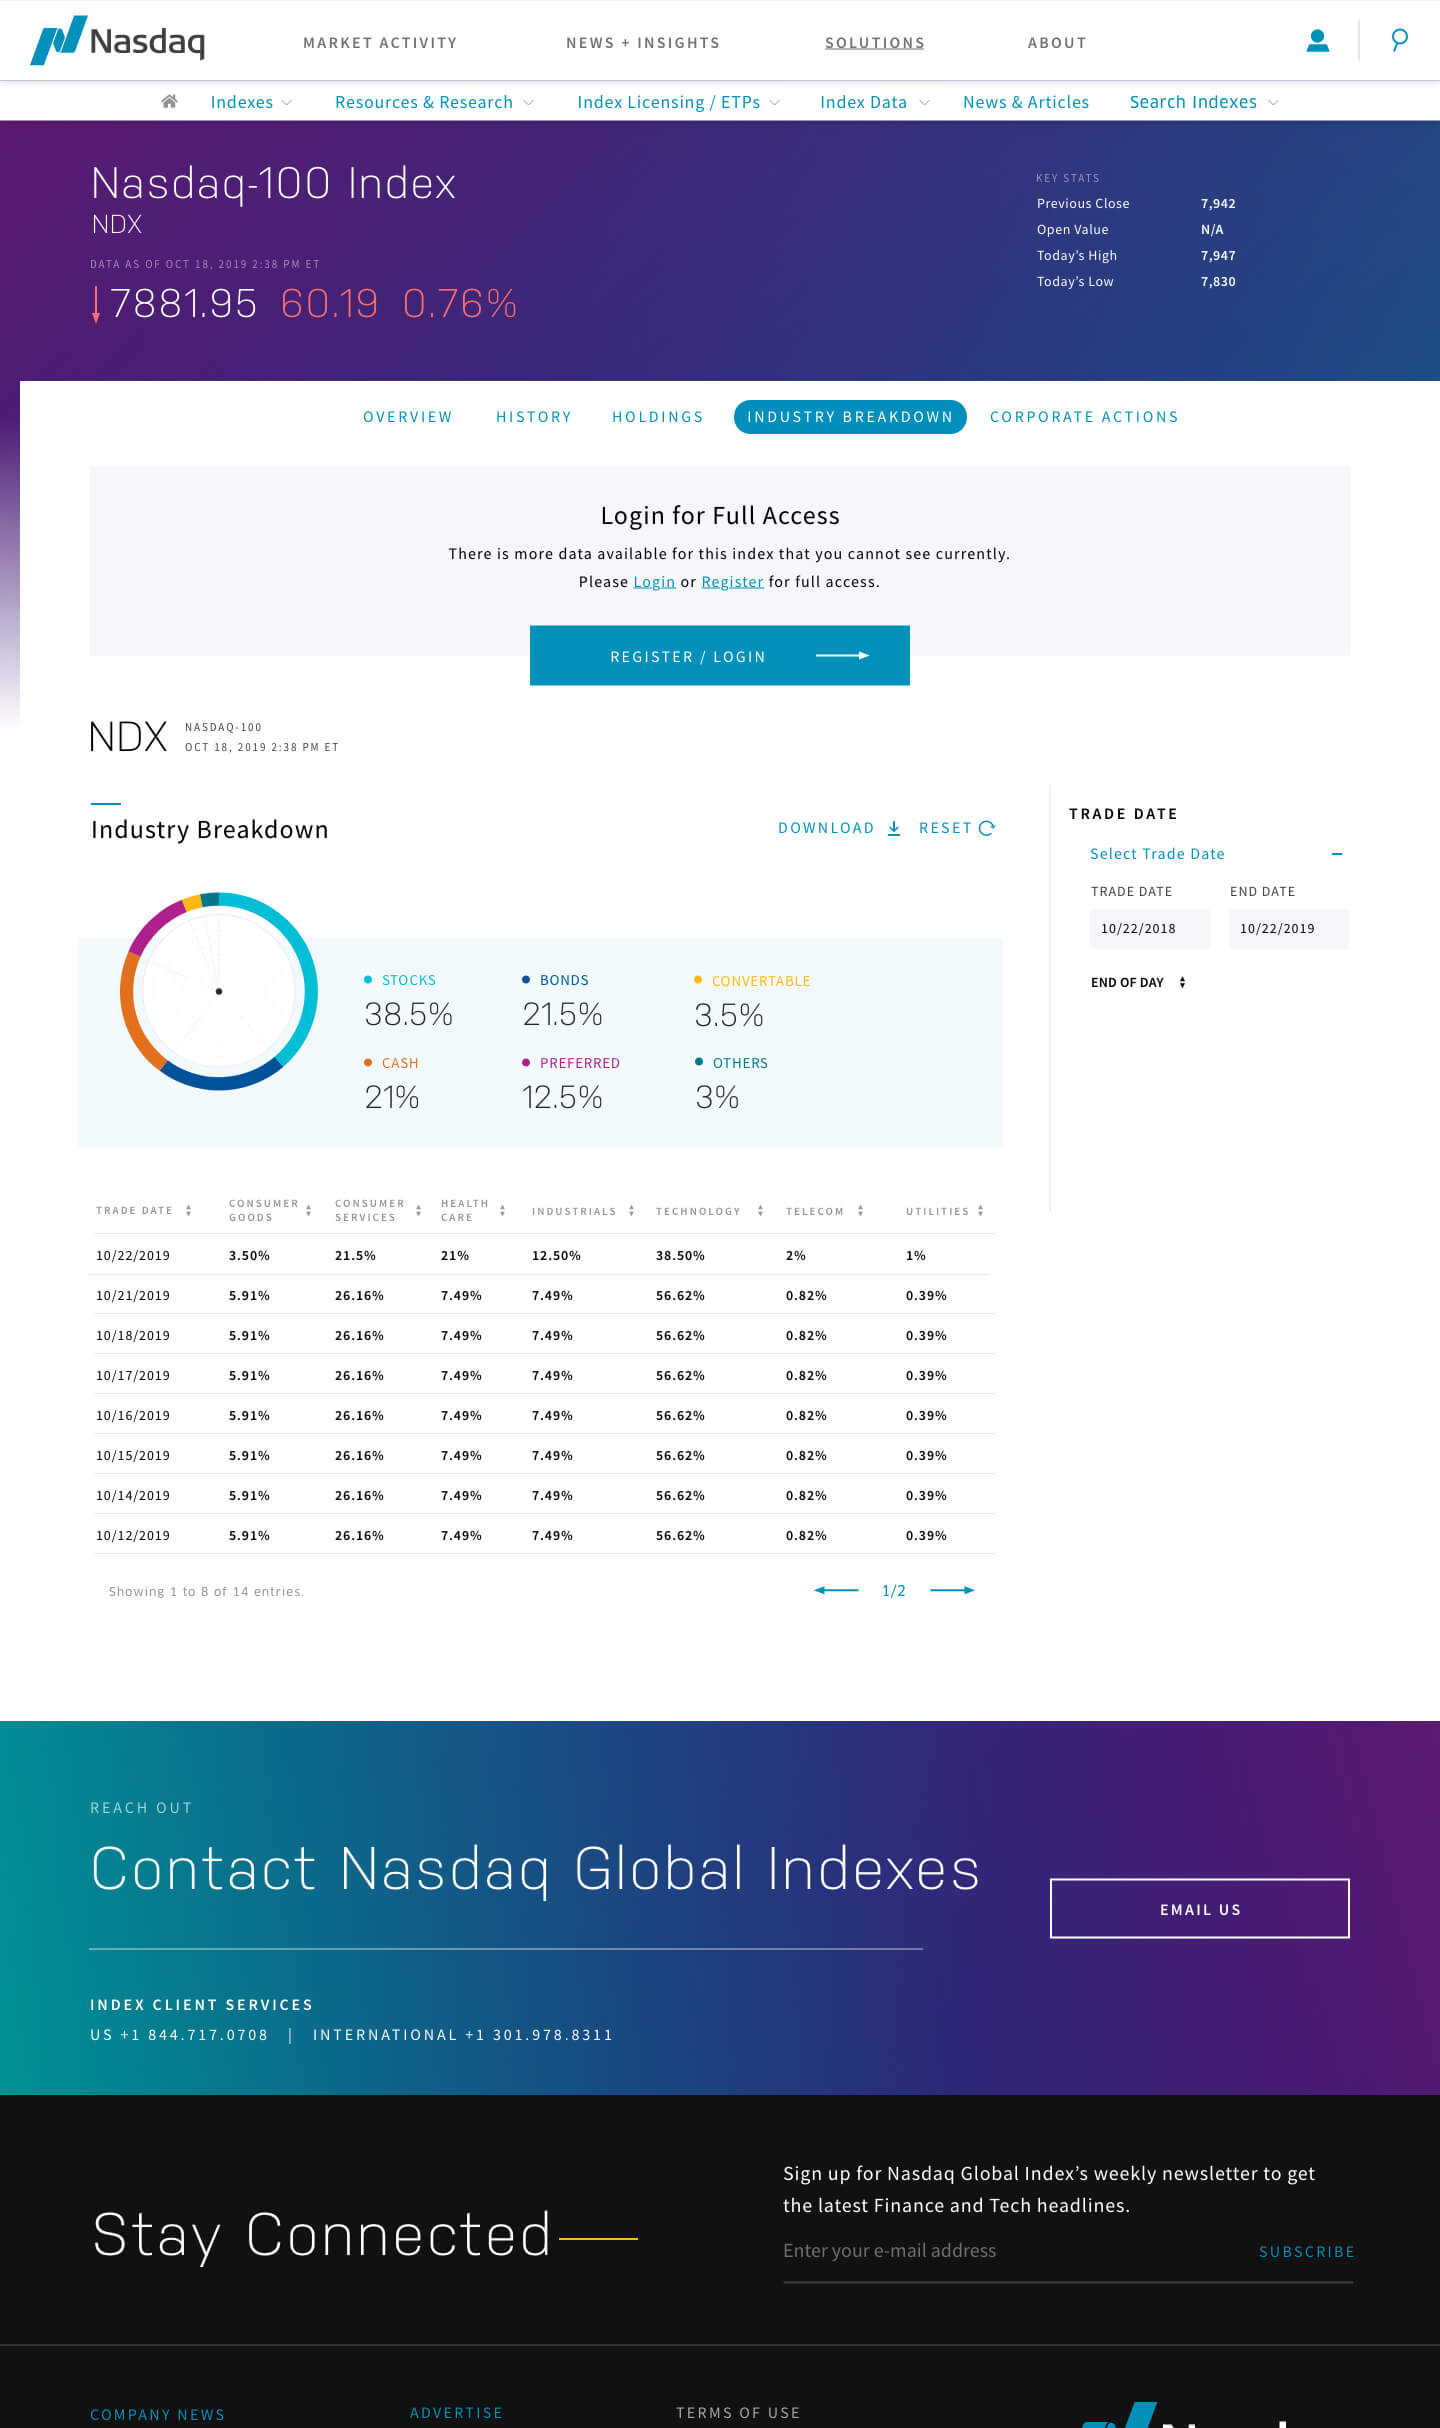 Nasdaq
MARKET ACTIVITY
NEWS + INSIGHTS
SOLUTIONS
ABOUT
Indexes
Resources & Research
Index Licensing / ETPs
Index Data
News & Articles
Search Indexes
Nasdaq-100 Index
NDX
DATA AS OF OCT 18, 2019 2:38 PM ET
7881.95 60.19 0.76%
KEY STATS
Previous Close 7,942
Open Value N/A
Today's High 7,947
Today's Low 7,830
OVERVIEW
HISTORY
HOLDINGS
INDUSTRY BREAKDOWN
CORPORATE ACTIONS
Login for Full Access
There is more data available for this index that you cannot see currently.
Please Login or Register for full access.
REGISTER / LOGIN
NDX
NASDAQ-100
OCT 18, 2019 2:38 PM ET
Industry Breakdown
DOWNLOAD
RESET
STOCKS
38.5%
BONDS
21.5%
CONVERTABLE
3.5%
CASH
21%
PREFERRED
12.5%
OTHERS
3%
TRADE DATE
Select Trade Date
TRADE DATE END DATE
10/22/2018 10/22/2019
END OF DAY
TRADE DATE CONSUMER GOODS CONSUMER SERVICES HEALTH CARE INDUSTRIALS TECHNOLOGY TELECOM UTILITIES
10/22/2019 3.50% 21.5% 21% 12.50% 38.50% 2% 1%
10/21/2019 5.91% 26.16% 7.49% 7.49% 56.62% 0.82% 0.39%
10/18/2019 5.91% 26.16% 7.49% 7.49% 56.62% 0.82% 0.39%
10/17/2019 5.91% 26.16% 7.49% 7.49% 56.62% 0.82% 0.39%
10/16/2019 5.91% 26.16% 7.49% 7.49% 56.62% 0.82% 0.39%
10/15/2019 5.91% 26.16% 7.49% 7.49% 56.62% 0.82% 0.39%
10/14/2019 5.91% 26.16% 7.49% 7.49% 56.62% 0.82% 0.39%
10/12/2019 5.91% 26.16% 7.49% 7.49% 56.62% 0.82% 0.39%
Showing 1 to 8 of 14 entries.
1/2
REACH OUT
Contact Nasdaq Global Indexes
EMAIL US
INDEX CLIENT SERVICES
US +1 844.717.0708 | INTERNATIONAL +1 301.978.8311
Stay Connected
Sign up for Nasdaq Global Index's weekly newsletter to get
the latest Finance and Tech headlines.
Enter your e-mail address
SUBSCRIBE
COMPANY NEWS
ADVERTISE
TERMS OF USE